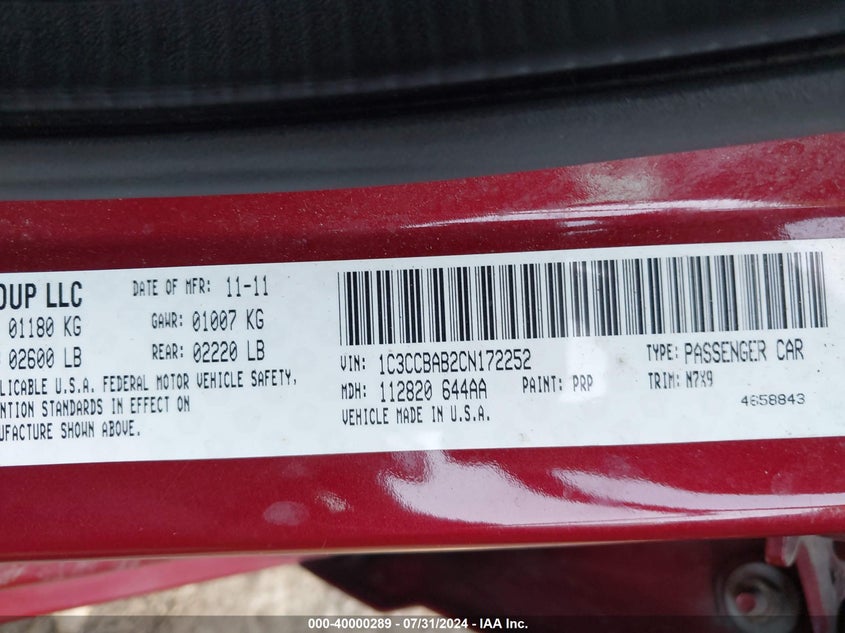 OUP LLC DATE OF MFR: 11-11
01180 KG GAWR: 01007 KG
02600 LB REAR: 02220 LB
PLICABLE U.S.A. FEDERAL MOTOR VEHICLE SAFETY,
NTION STANDARDS IN EFFECT ON
UFACTURE SHOWN ABOVE.
VIN: 1C3CCBAB2CN172252 TYPE: PASSENGER CAR
MDH: 112820 644AA PAINT: PRP TRIM: N7X9
VEHICLE MADE IN U.S.A. 4658843
000-40000289 - 07/31/2024 - IAA Inc.